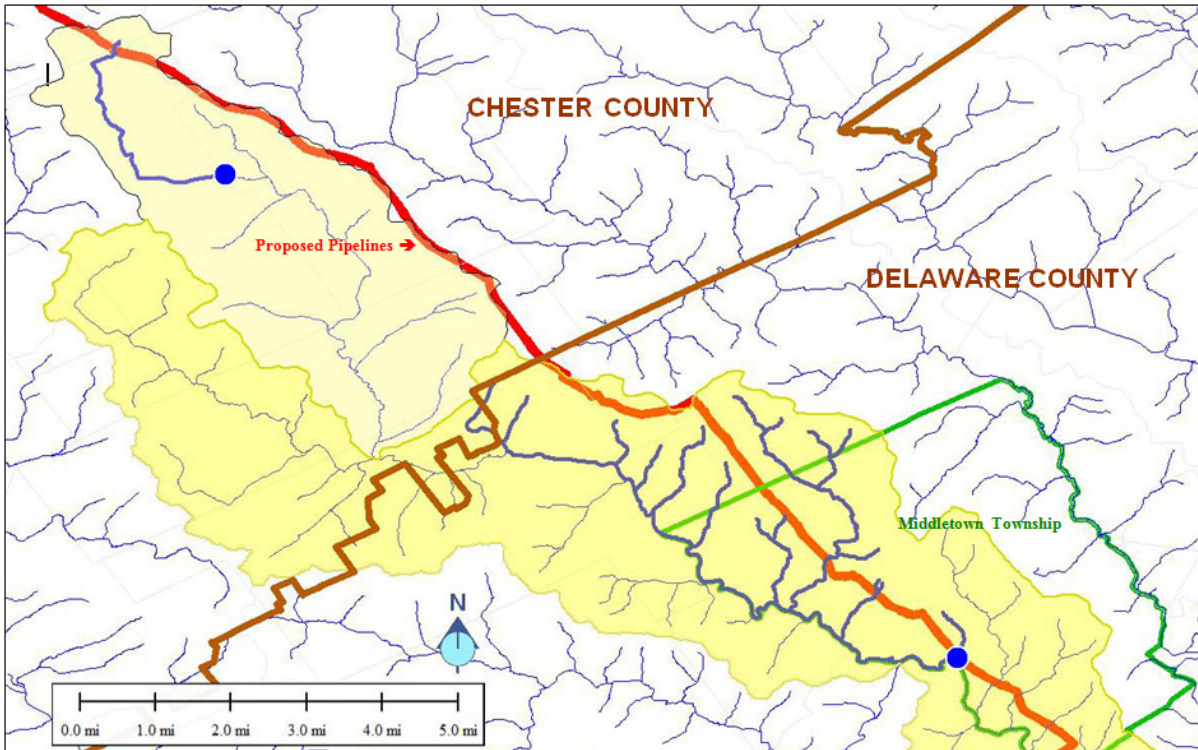 CHESTER COUNTY
Proposed Pipelines ➔
DELAWARE COUNTY
Middletown Township
N
0.0 mi 1.0 mi 2.0 mi 3.0 mi 4.0 mi 5.0 mi